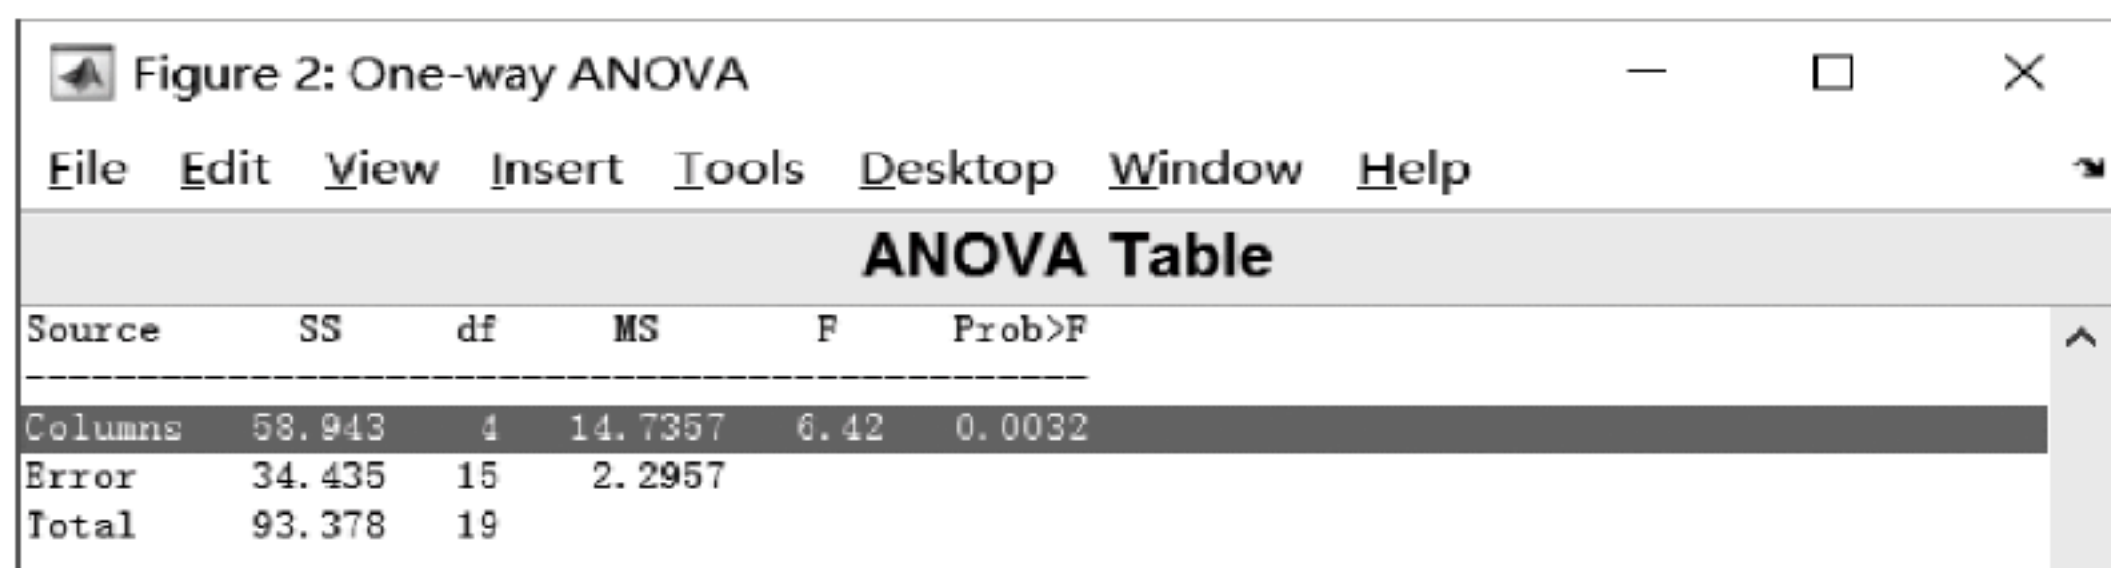 Figure 2: One-way ANOVA
File Edit View Insert Tools Desktop Window Help
ANOVA Table
Source SS df MS F Prob>F
Columns 58.943 4 14.7357 6.42 0.0032
Error 34.435 15 2.2957
Total 93.378 19